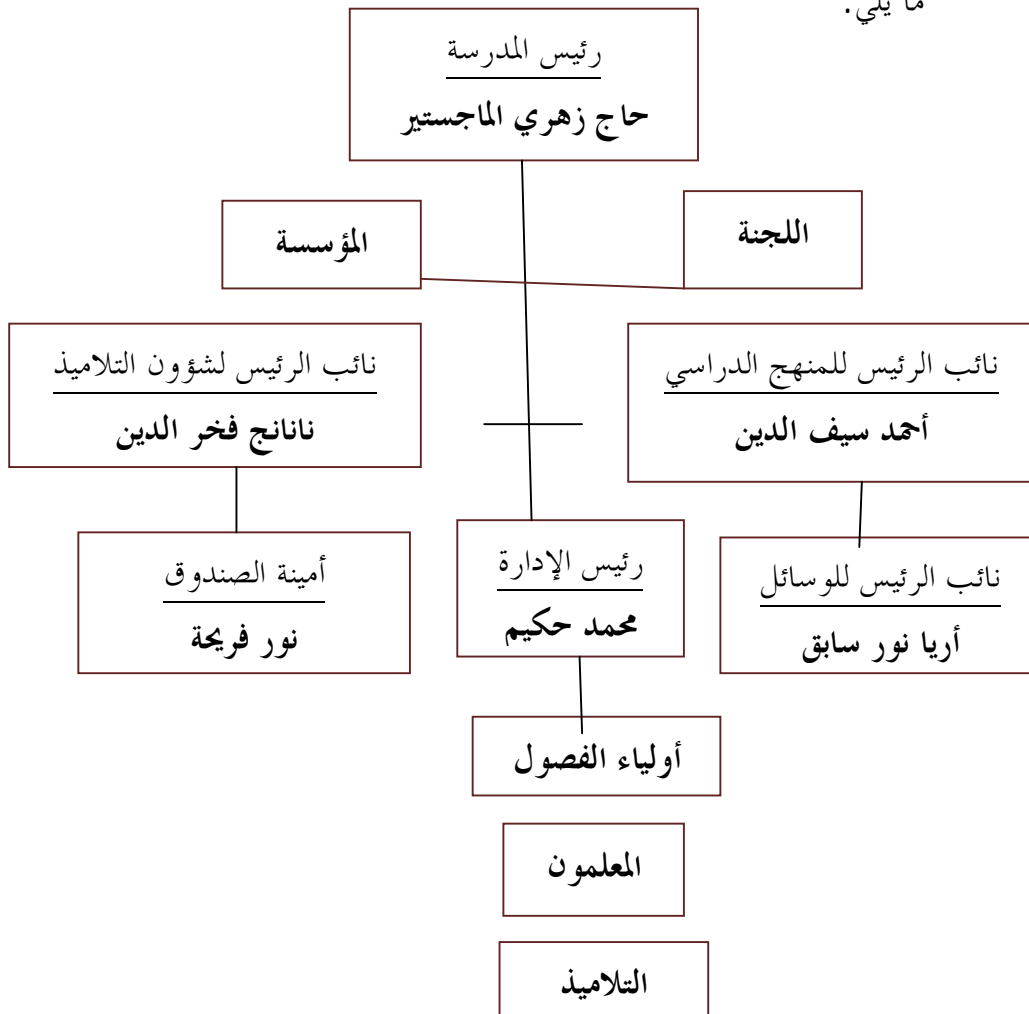 ما يلي.
رئيس المدرسة
حاج زهري الماجستير
اللجنة
المؤسسة
نائب الرئيس للمنهج الدراسي
أحمد سيف الدين
نائب الرئيس لشؤون التلاميذ
نانانج فخر الدين
نائب الرئيس للوسائل
أريا نور سابق
رئيس الإدارة
محمد حكيم
أمينة الصندوق
نور فريحة
أولياء الفصول
المعلمون
التلاميذ